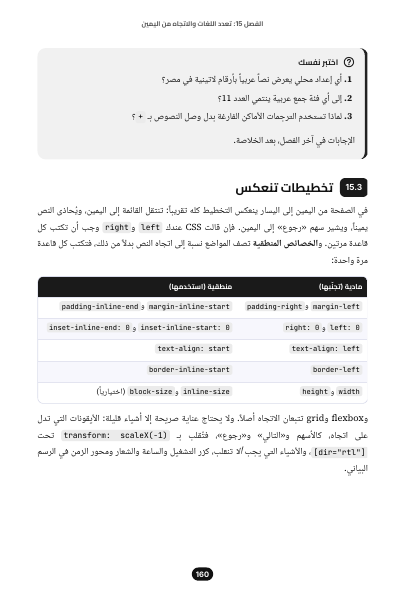 الفصل 15: تعدد اللغات والاتجاه من اليمين
اختبر نفسك
1. أي إعداد محلي يعرض نصاً عربياً بأرقام لاتينية في مصر؟
2. إلى أي فئة جمع عربية ينتمي العدد 11؟
3. لماذا تستخدم الترجمات الأماكن الفارغة بدل وصل النصوص بـ + ؟
الإجابات في آخر الفصل، بعد الخلاصة.
15.3 تخطيطات تنعكس
في الصفحة من اليمين إلى اليسار ينعكس التخطيط كله تقريباً: تنتقل القائمة إلى اليمين، ويُحاذى النص
يميناً، ويشير سهم «رجوع» إلى اليمين. فإن قالت CSS عندك left و right وجب أن تكتب كل
قاعدة مرتين. والخصائص المنطقية تصف المواضع نسبة إلى اتجاه النص بدلاً من ذلك، فتكتب كل قاعدة
مرة واحدة:
مادية (تجنّبها) منطقية (استخدمها)
margin-left و padding-right margin-inline-start و padding-inline-end
left: 0 و right: 0 inset-inline-start: 0 و inset-inline-end: 0
text-align: left text-align: start
border-left border-inline-start
width و height inline-size و block-size (اختيارياً)
و flexbox و grid تتبعان الاتجاه أصلاً. ولا يحتاج عناية صريحة إلا أشياء قليلة: الأيقونات التي تدل
على اتجاه، كالأسهم و«التالي» و«رجوع»، فتُقلب بـ transform: scaleX(-1) تحت
[dir="rtl"]، والأشياء التي يجب ألا تنقلب، كزر التشغيل والساعة والشعار ومحور الزمن في الرسم
البياني.
160